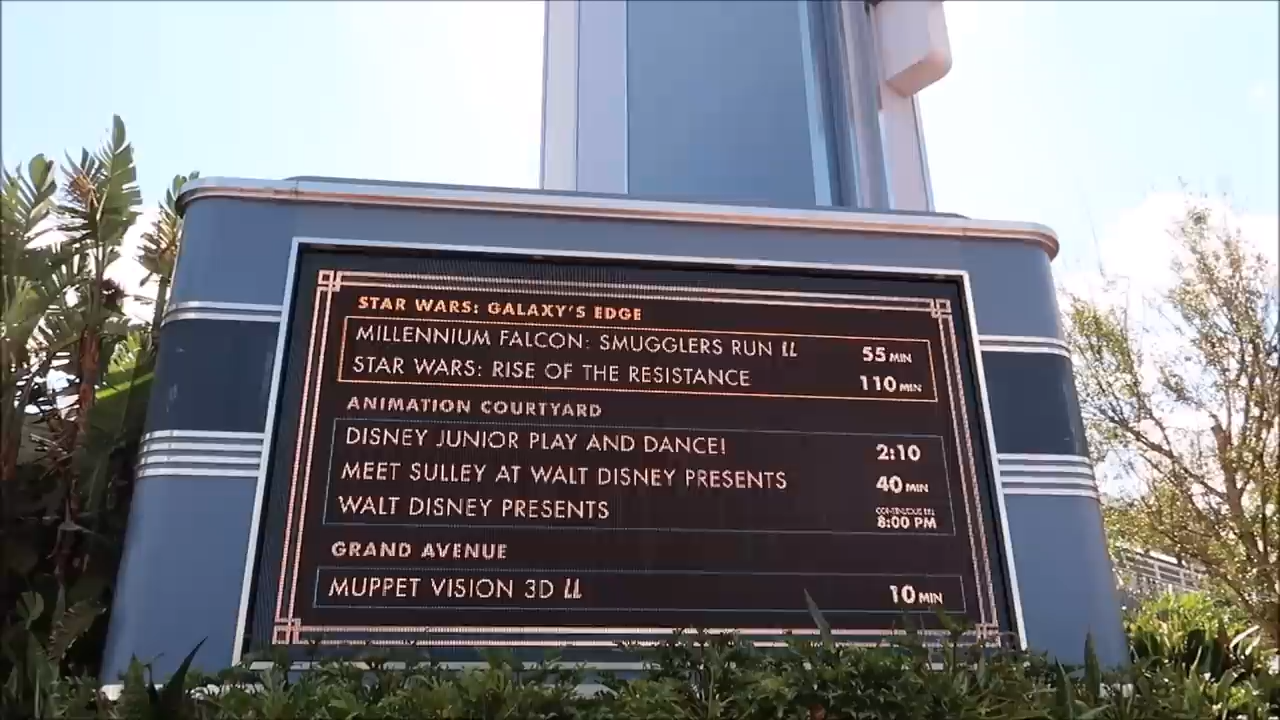 STAR WARS: GALAXY'S EDGE
MILLENNIUM FALCON: SMUGGLERS RUN LL 55 MIN
STAR WARS: RISE OF THE RESISTANCE 110 MIN
ANIMATION COURTYARD
DISNEY JUNIOR PLAY AND DANCE! 2:10
MEET SULLEY AT WALT DISNEY PRESENTS 40 MIN
WALT DISNEY PRESENTS CONTINUOUS TIL 8:00 PM
GRAND AVENUE
MUPPET VISION 3D LL 10 MIN